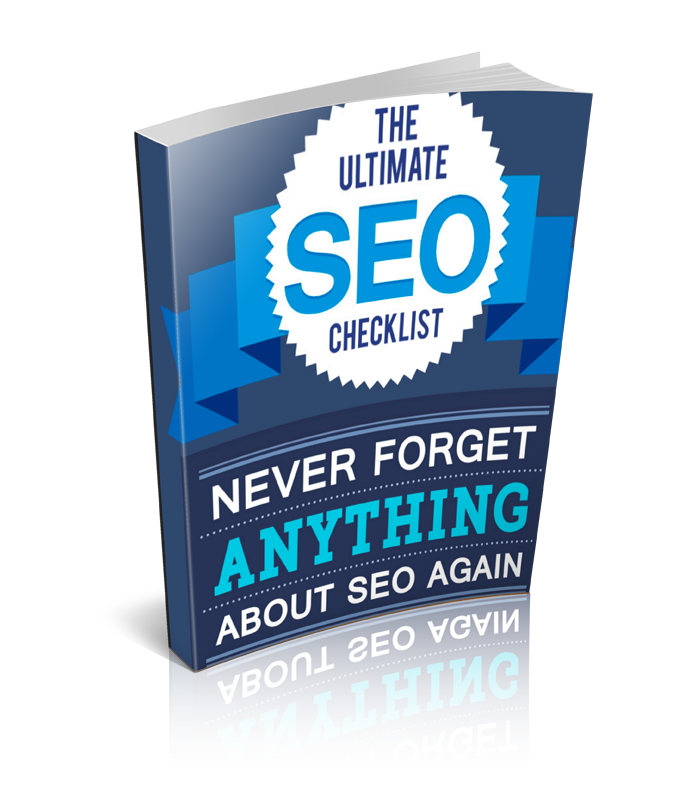 THE
ULTIMATE
SEO
CHECKLIST
NEVER FORGET
ANYTHING
ABOUT SEO AGAIN